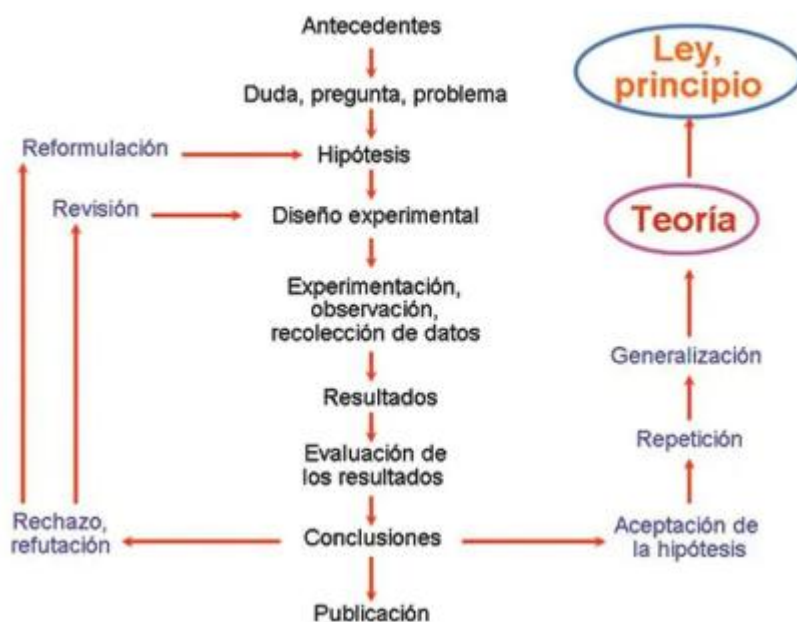 Antecedentes
Duda, pregunta, problema
Hipótesis
Diseño experimental
Experimentación,
observación,
recolección de datos
Resultados
Evaluación de
los resultados
Conclusiones
Publicación
Reformulación
Revisión
Rechazo,
refutación
Ley,
principio
Teoría
Generalización
Repetición
Aceptación de
la hipótesis